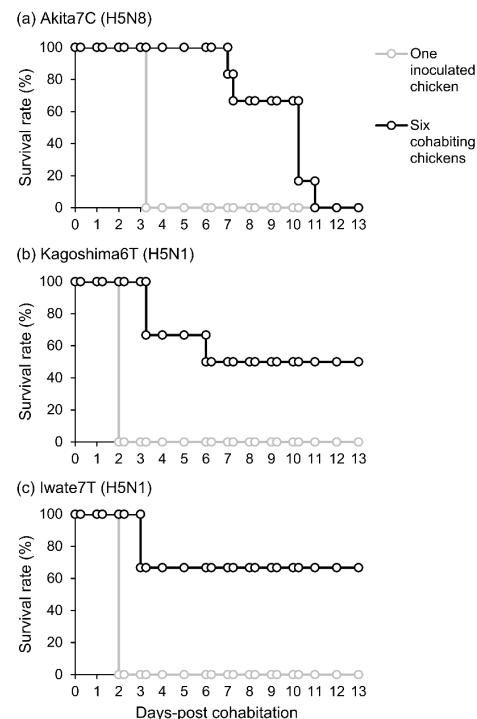 (a) Akita7C (H5N8)
100
80
60
40
20
0
Survival rate (%)
0 1 2 3 4 5 6 7 8 9 10 11 12 13
One
inoculated
chicken
Six
cohabiting
chickens
(b) Kagoshima6T (H5N1)
100
80
60
40
20
0
Survival rate (%)
0 1 2 3 4 5 6 7 8 9 10 11 12 13
(c) Iwate7T (H5N1)
100
80
60
40
20
0
Survival rate (%)
0 1 2 3 4 5 6 7 8 9 10 11 12 13
Days-post cohabitation